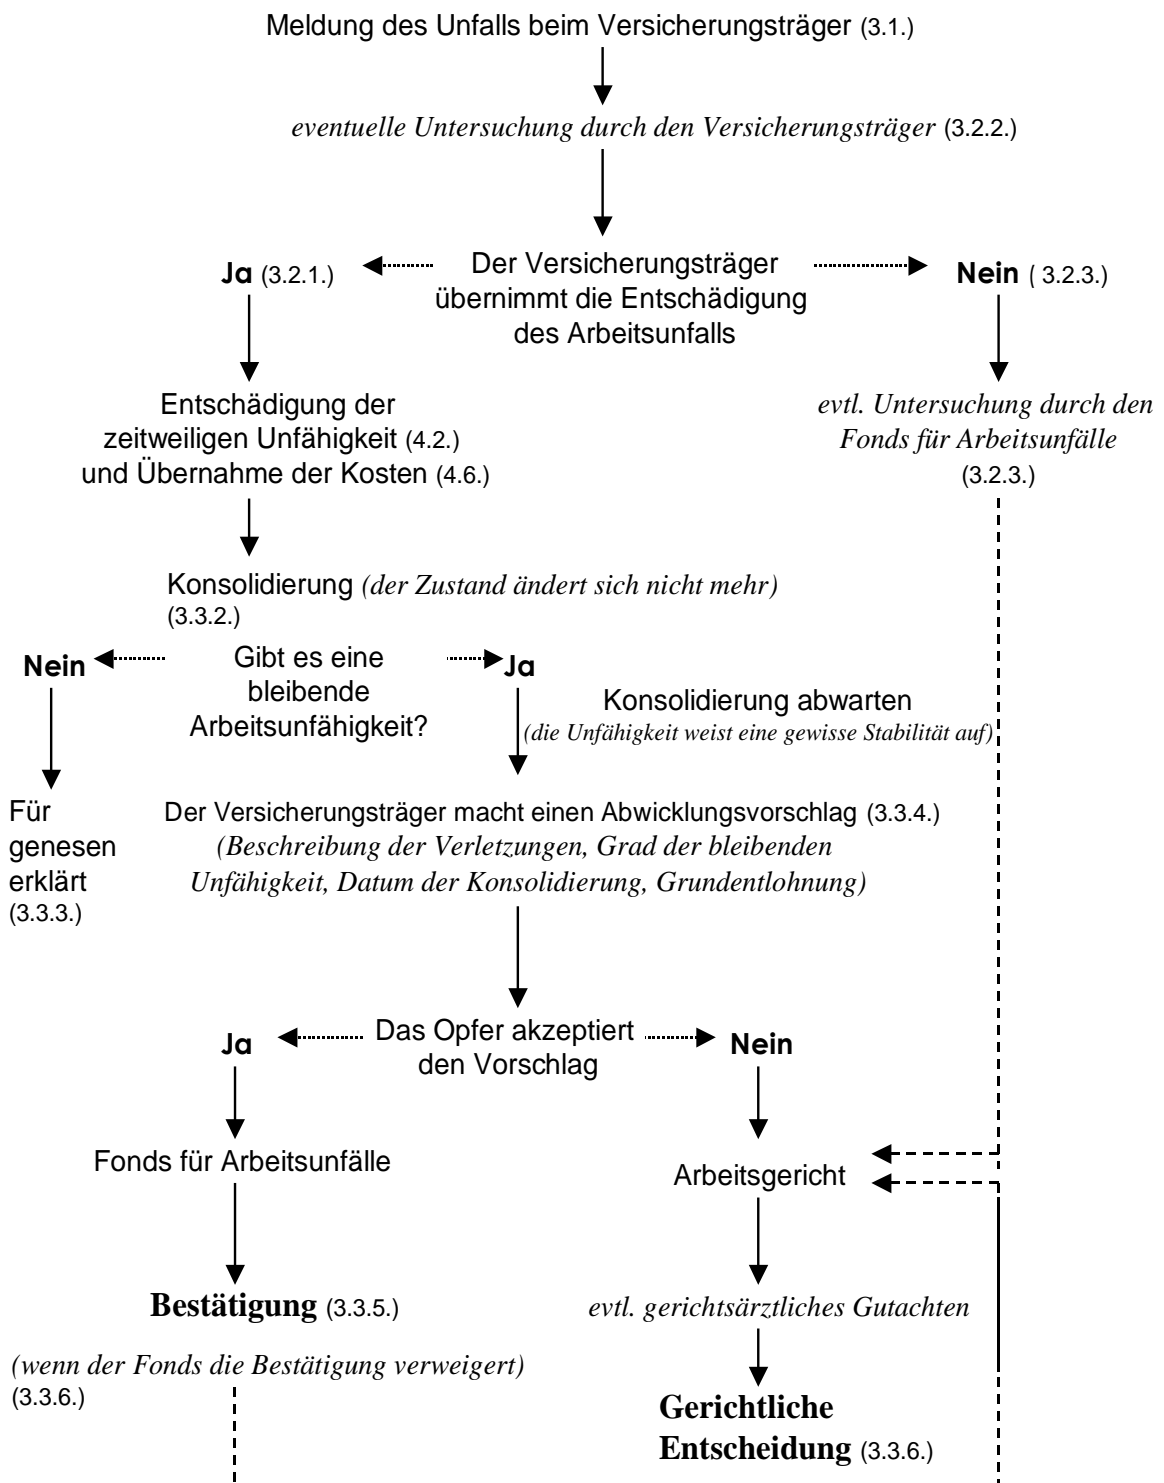 Meldung des Unfalls beim Versicherungsträger (3.1.)
eventuelle Untersuchung durch den Versicherungsträger (3.2.2.)
Ja (3.2.1.)
Der Versicherungsträger
übernimmt die Entschädigung
des Arbeitsunfalls
Nein ( 3.2.3.)
Entschädigung der
zeitweiligen Unfähigkeit (4.2.)
und Übernahme der Kosten (4.6.)
evtl. Untersuchung durch den
Fonds für Arbeitsunfälle
(3.2.3.)
Konsolidierung (der Zustand ändert sich nicht mehr)
(3.3.2.)
Nein
Gibt es eine
bleibende
Arbeitsunfähigkeit?
Ja
Konsolidierung abwarten
(die Unfähigkeit weist eine gewisse Stabilität auf)
Für
genesen
erklärt
(3.3.3.)
Der Versicherungsträger macht einen Abwicklungsvorschlag (3.3.4.)
(Beschreibung der Verletzungen, Grad der bleibenden
Unfähigkeit, Datum der Konsolidierung, Grundentlohnung)
Ja
Das Opfer akzeptiert
den Vorschlag
Nein
Fonds für Arbeitsunfälle
Arbeitsgericht
Bestätigung (3.3.5.)
evtl. gerichtsärztliches Gutachten
(wenn der Fonds die Bestätigung verweigert)
(3.3.6.)
Gerichtliche
Entscheidung (3.3.6.)